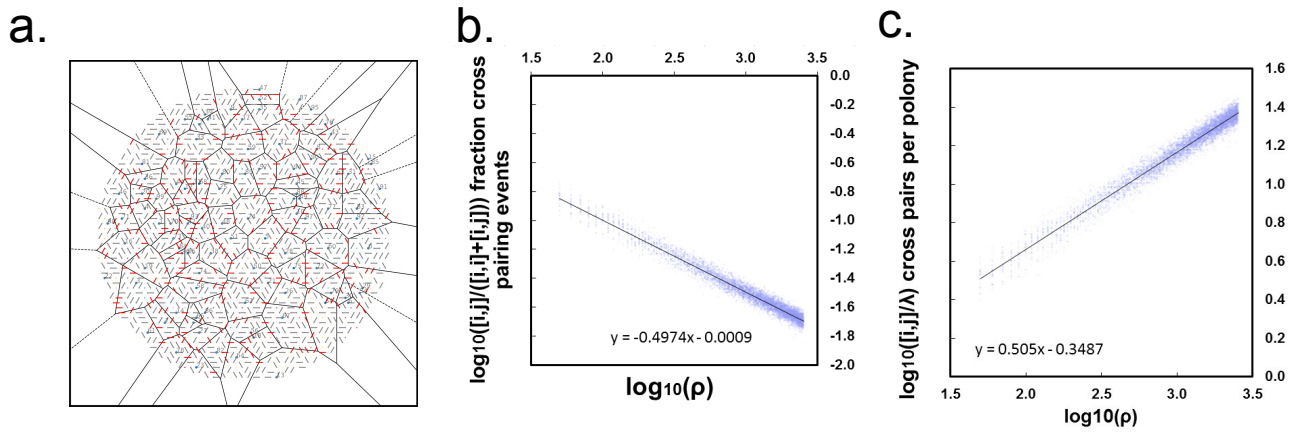 a.
b.
c.
1.5 2.0 2.5 3.0 3.5
0.0
-0.2
-0.4
-0.6
-0.8
-1.0
-1.2
-1.4
-1.6
-1.8
-2.0
log10([i,j]/([i,i]+[i,j])) fraction cross
pairing events
y = -0.4974x - 0.0009
log10(ρ)
1.6
1.4
1.2
1.0
0.8
0.6
0.4
0.2
0.0
log10([i,j]/λ) cross pairs per polony
y = 0.505x - 0.3487
1.5 2.0 2.5 3.0 3.5
log10(ρ)